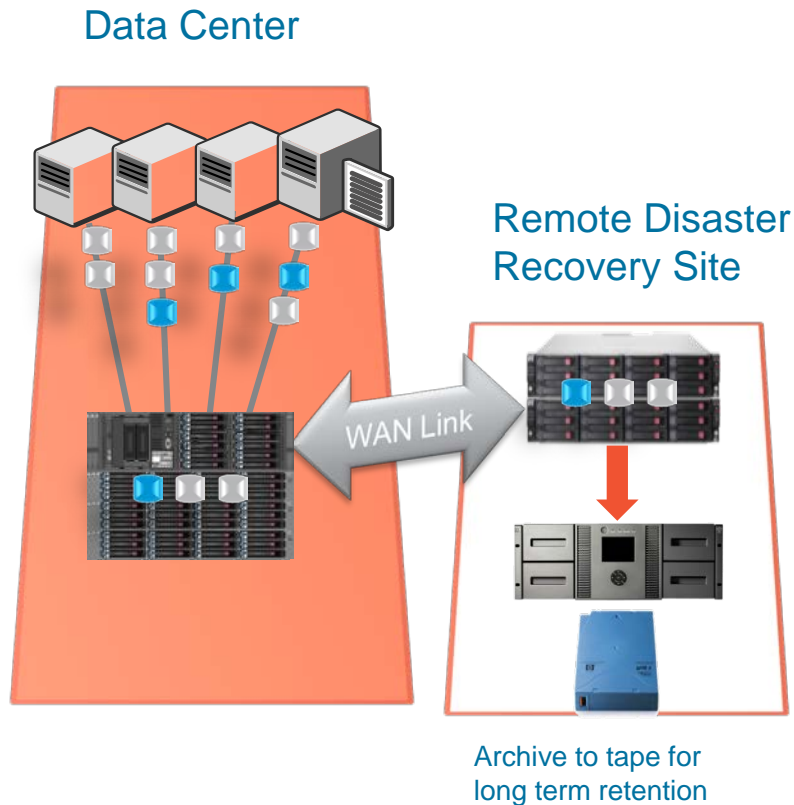 Data Center
Remote Disaster
Recovery Site
WAN Link
Archive to tape for
long term retention